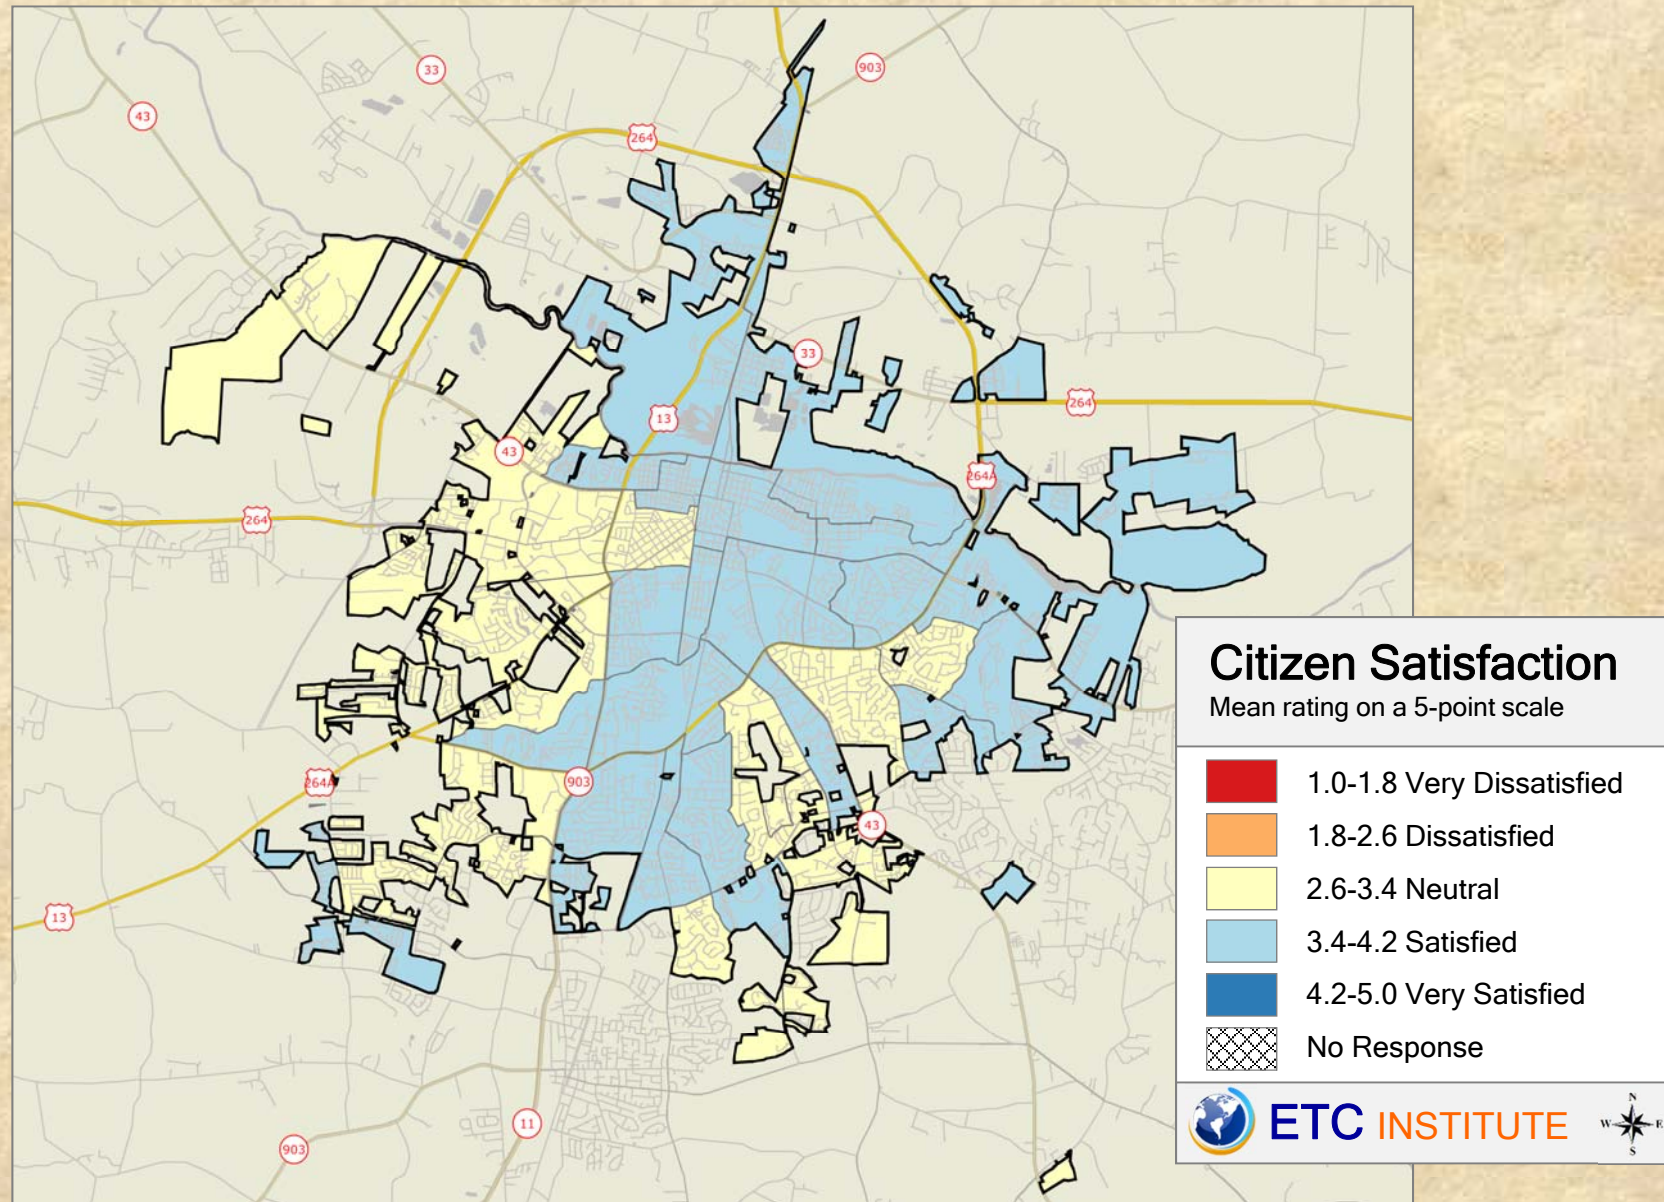 33
903
43
264
33
13
264
43
264A
264
903
264A
43
13
11
903
Citizen Satisfaction
Mean rating on a 5-point scale
1.0-1.8 Very Dissatisfied
1.8-2.6 Dissatisfied
2.6-3.4 Neutral
3.4-4.2 Satisfied
4.2-5.0 Very Satisfied
No Response
ETC INSTITUTE
N
W E
S